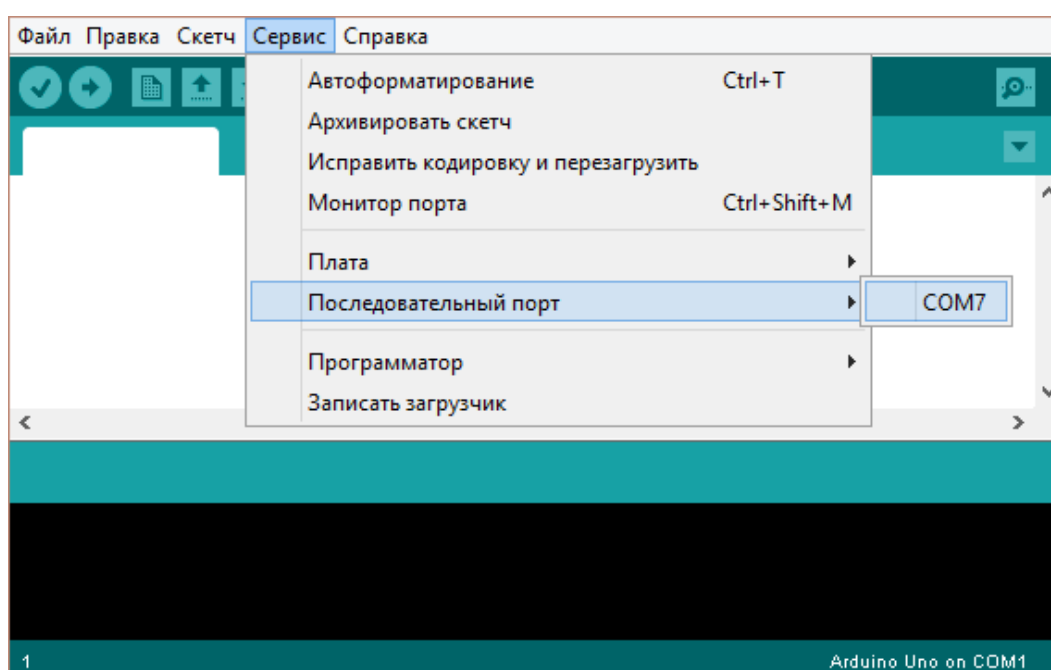 Файл Правка Скетч Сервис Справка
Автоформатирование Ctrl+T
Архивировать скетч
Исправить кодировку и перезагрузить
Монитор порта Ctrl+Shift+M
Плата
Последовательный порт COM7
Программатор
Записать загрузчик
1 Arduino Uno on COM1